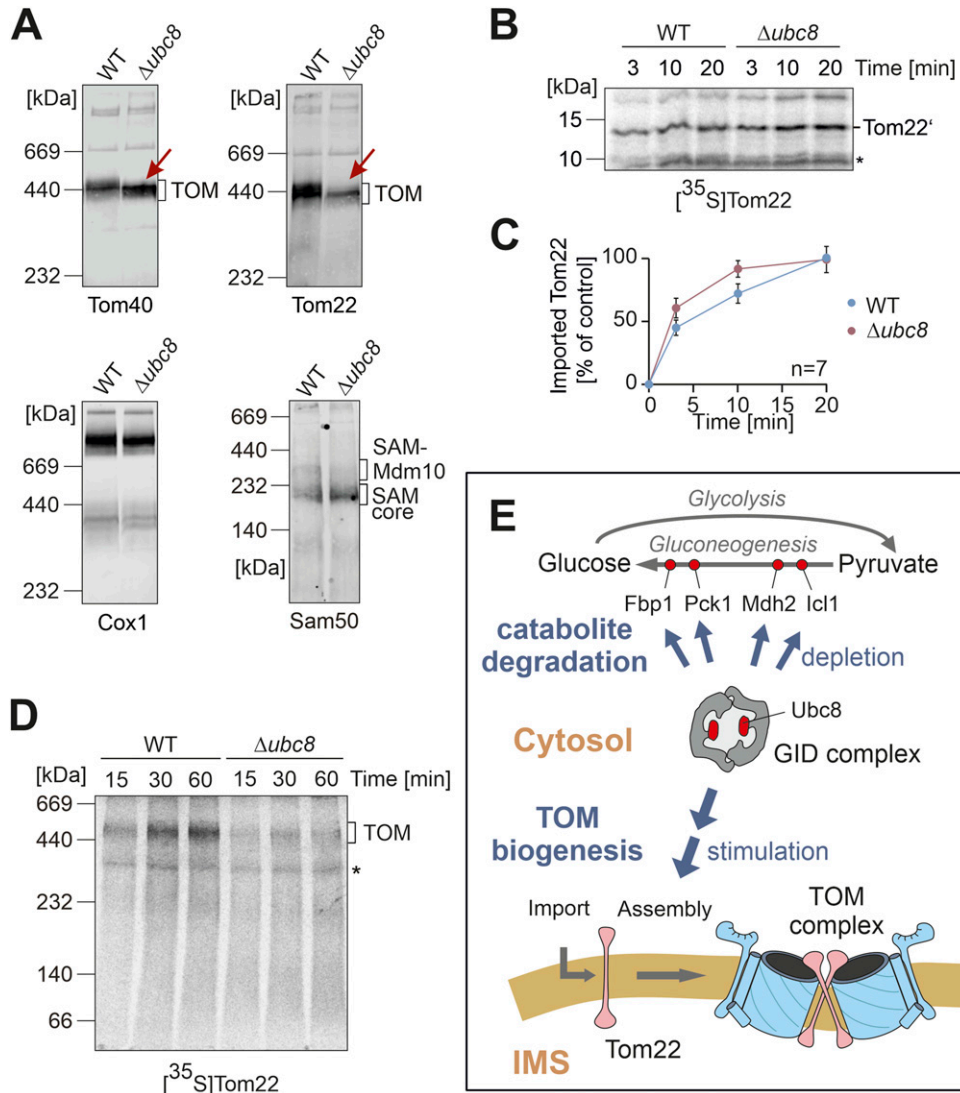 A
WT Δubc8
[kDa]
669
440
232
TOM
Tom40
WT Δubc8
[kDa]
669
440
232
TOM
Tom22
WT Δubc8
[kDa]
669
440
232
Cox1
WT Δubc8
669
440
232
140
[kDa]
SAM-
Mdm10
SAM
core
Sam50
B
WT Δubc8
3 10 20 3 10 20 Time [min]
[kDa]
15
10
Tom22‘
*
[³⁵S]Tom22
C
Imported Tom22
[% of control]
100
50
0
0 5 10 15 20
Time [min]
n=7
WT
Δubc8
D
WT Δubc8
[kDa] 15 30 60 15 30 60 Time [min]
669
440
232
140
66
TOM
*
[³⁵S]Tom22
E
Glycolysis
Glucose Gluconeogenesis Pyruvate
Fbp1 Pck1 Mdh2 Icl1
catabolite
degradation
depletion
Ubc8
Cytosol
GID complex
TOM
biogenesis
stimulation
Import Assembly
TOM
complex
Tom22
IMS